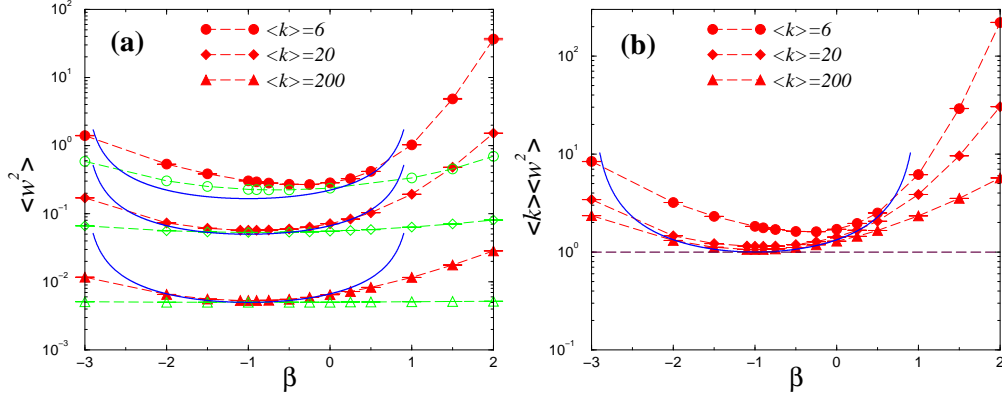 (a)
<k>=6
<k>=20
<k>=200
<w²>
10²
10¹
10⁰
10⁻¹
10⁻²
10⁻³
−3 −2 −1 0 1 2
β
(b)
<k>=6
<k>=20
<k>=200
<k><w²>
10²
10¹
10⁰
10⁻¹
−3 −2 −1 0 1 2
β